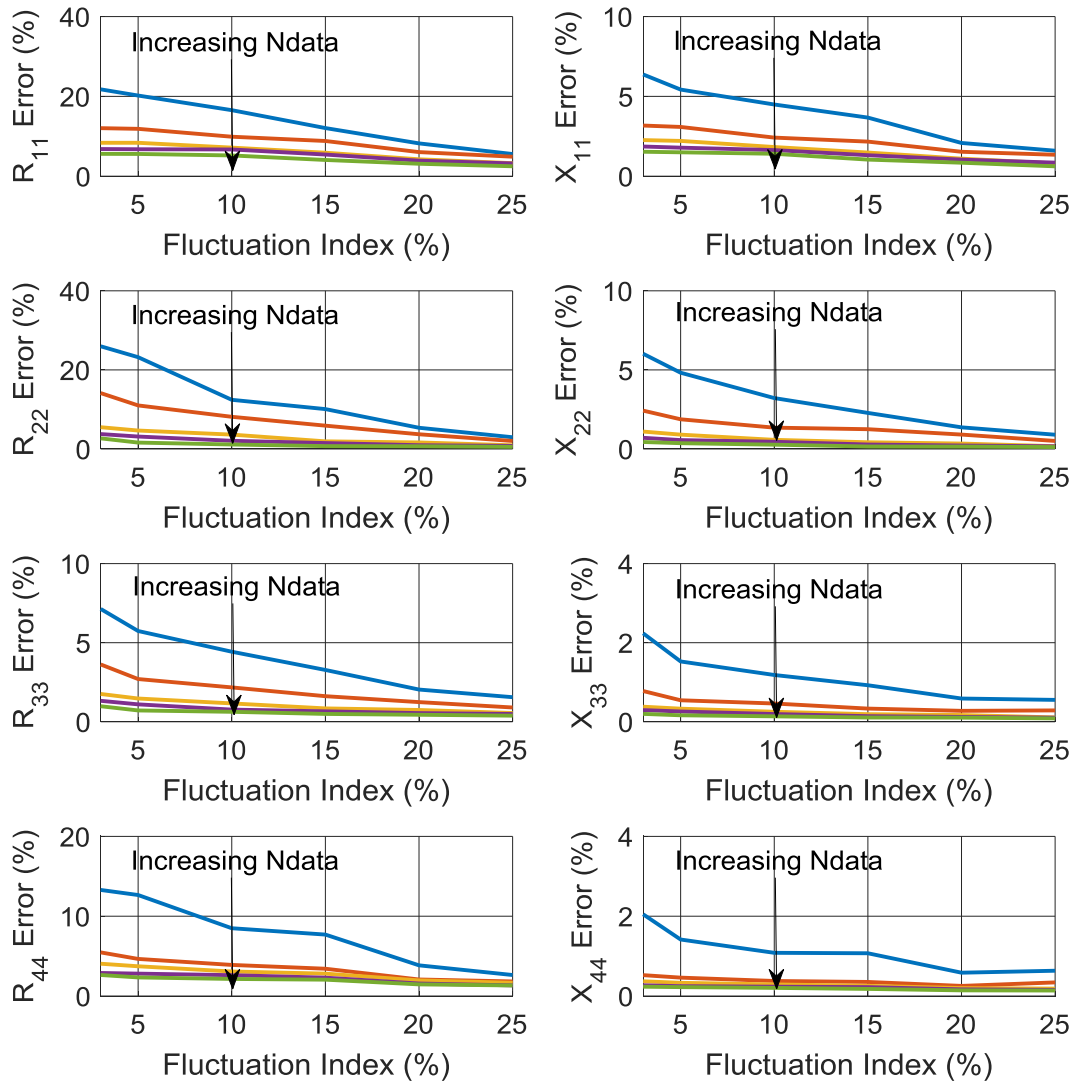 R11 Error (%)
40
20
0
Increasing Ndata
5 10 15 20 25
Fluctuation Index (%)
X11 Error (%)
10
5
0
Increasing Ndata
5 10 15 20 25
Fluctuation Index (%)
R22 Error (%)
40
20
0
Increasing Ndata
5 10 15 20 25
Fluctuation Index (%)
X22 Error (%)
10
5
0
Increasing Ndata
5 10 15 20 25
Fluctuation Index (%)
R33 Error (%)
10
5
0
Increasing Ndata
5 10 15 20 25
Fluctuation Index (%)
X33 Error (%)
4
2
0
Increasing Ndata
5 10 15 20 25
Fluctuation Index (%)
R44 Error (%)
20
10
0
Increasing Ndata
5 10 15 20 25
Fluctuation Index (%)
X44 Error (%)
4
2
0
Increasing Ndata
5 10 15 20 25
Fluctuation Index (%)